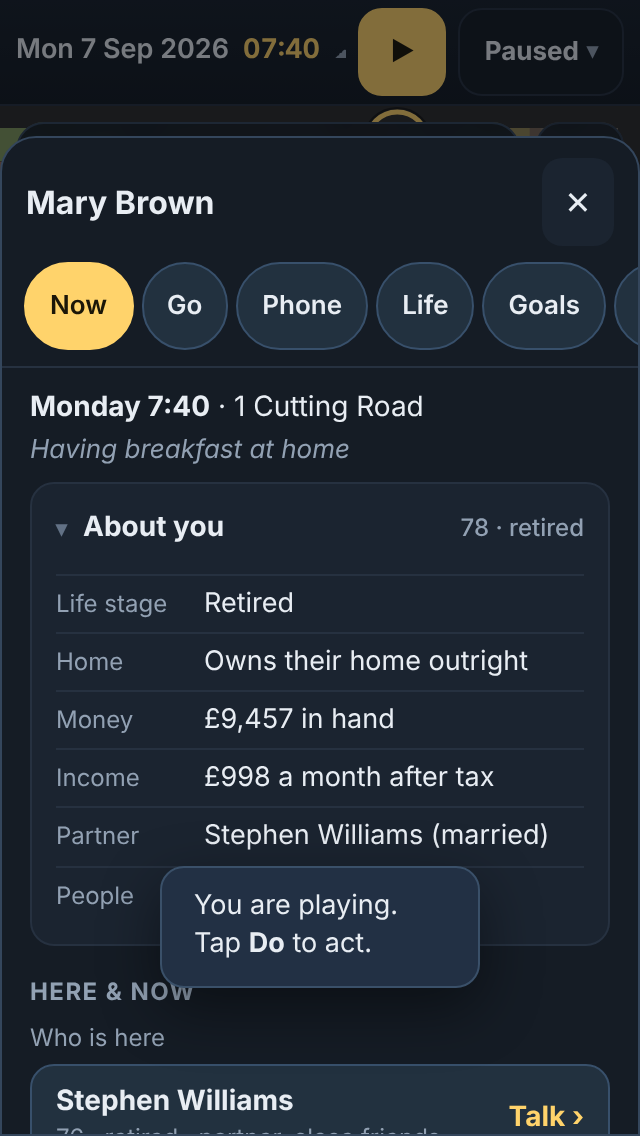 Mon 7 Sep 2026 07:40
Paused ▾
Mary Brown
✕
Now
Go
Phone
Life
Goals
Monday 7:40 · 1 Cutting Road
Having breakfast at home
▾ About you 78 · retired
Life stage Retired
Home Owns their home outright
Money £9,457 in hand
Income £998 a month after tax
Partner Stephen Williams (married)
People
You are playing.
Tap Do to act.
HERE & NOW
Who is here
Stephen Williams
Talk ›